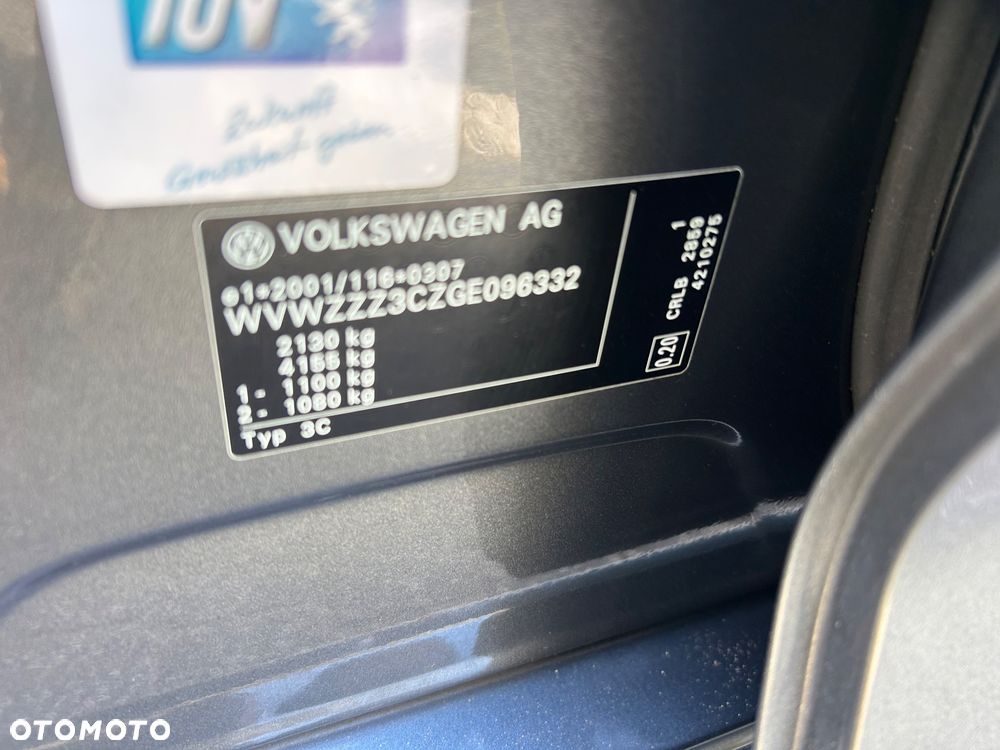 TÜV
Zukunft
VOLKSWAGEN AG
e1*2001/116*0307
WVWZZZ3CZGE096332
2130 kg
4155 kg
1 - 1100 kg
2 - 1080 kg
Typ 3C
0.20
CRLB 2859 1
4210275
OTOMOTO